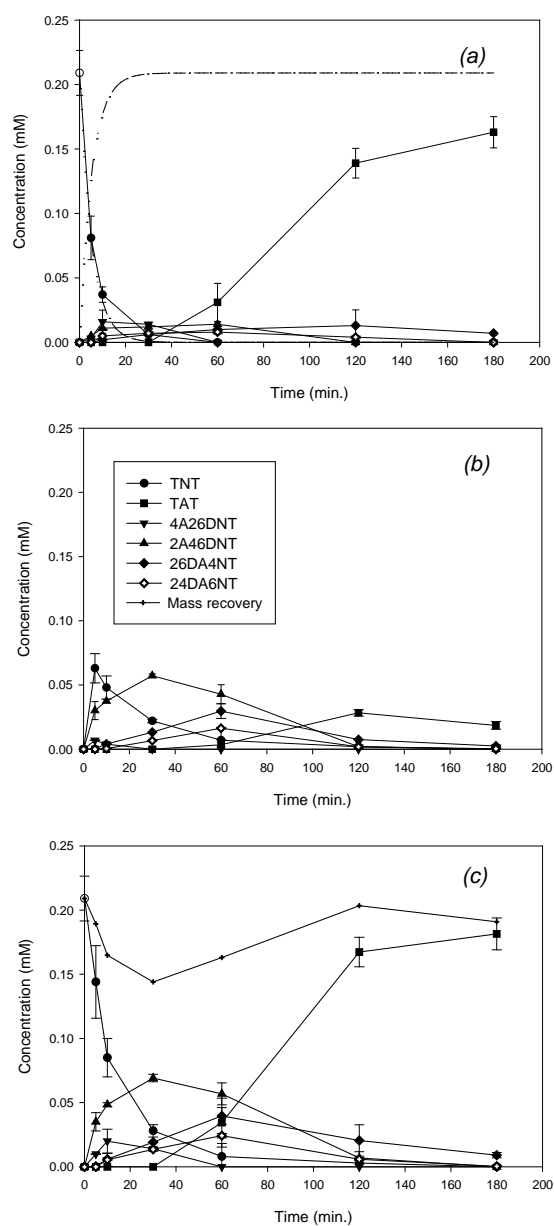 (a)
0.25
0.20
0.15
0.10
0.05
0.00
Concentration (mM)
0 20 40 60 80 100 120 140 160 180 200
Time (min.)
(b)
0.25
0.20
0.15
0.10
0.05
0.00
Concentration (mM)
TNT
TAT
4A26DNT
2A46DNT
26DA4NT
24DA6NT
Mass recovery
0 20 40 60 80 100 120 140 160 180 200
Time (min.)
(c)
0.25
0.20
0.15
0.10
0.05
0.00
Concentration (mM)
0 20 40 60 80 100 120 140 160 180 200
Time (min.)